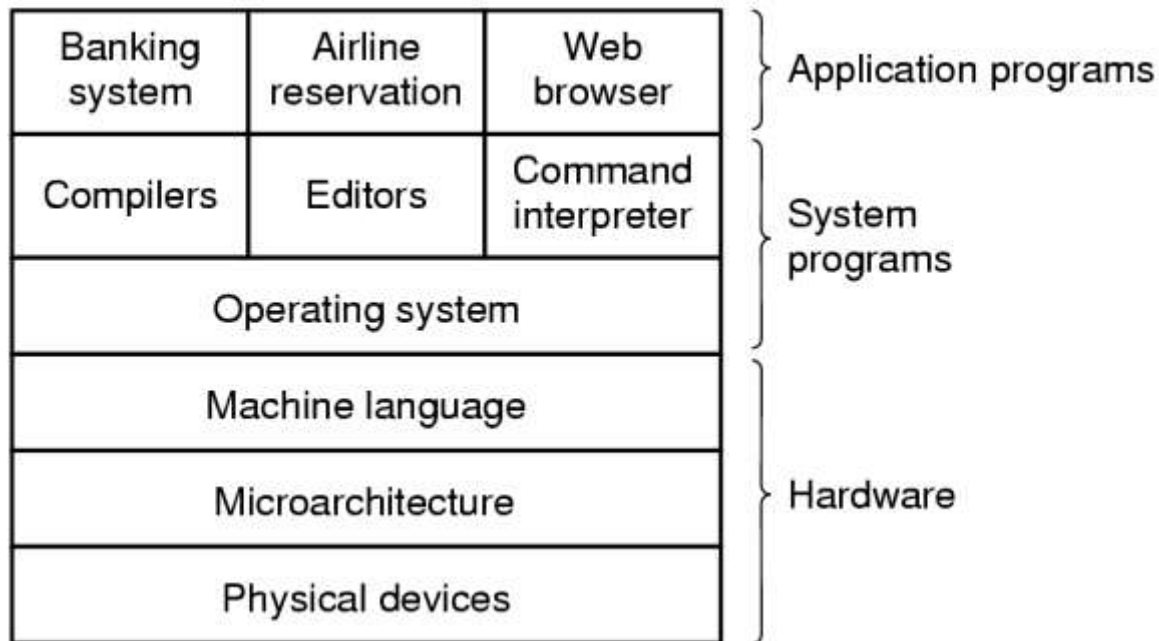 Banking
system
Airline
reservation
Web
browser
Application programs
Compilers
Editors
Command
interpreter
System
programs
Operating system
Machine language
Microarchitecture
Hardware
Physical devices